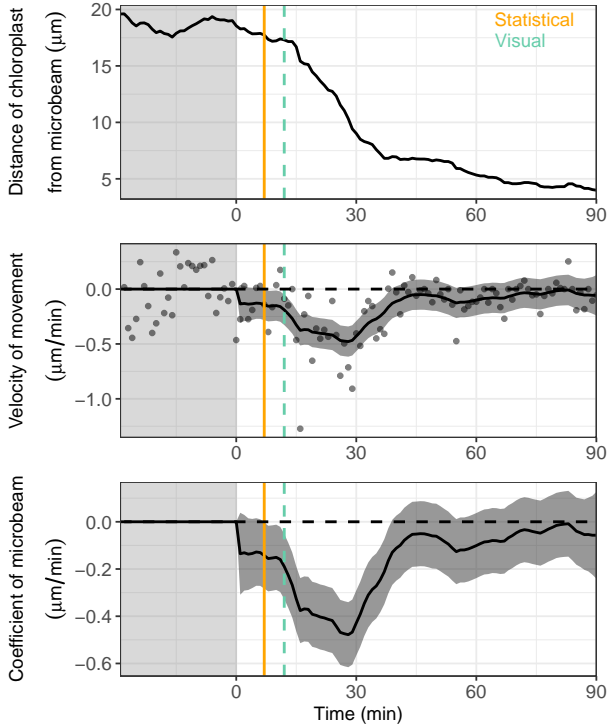 Distance of chloroplast
from microbeam (μm)
20
15
10
5
Statistical
Visual
0
30
60
90
Velocity of movement
(μm/min)
0.0
−0.5
−1.0
0
30
60
90
Coefficient of microbeam
(μm/min)
0.0
−0.2
−0.4
−0.6
0
30
60
90
Time (min)